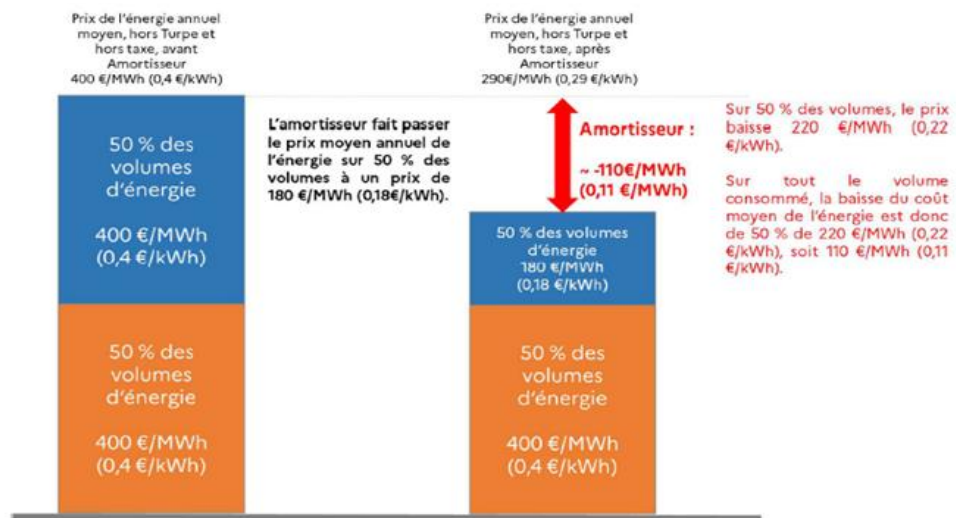 Prix de l'énergie annuel
moyen, hors Turpe et
hors taxe, avant
Amortisseur
400 €/MWh (0,4 €/kWh)
50 % des
volumes
d'énergie
400 €/MWh
(0,4 €/kWh)
50 % des
volumes
d'énergie
400 €/MWh
(0,4 €/kWh)
L'amortisseur fait passer
le prix moyen annuel de
l'énergie sur 50 % des
volumes à un prix de
180 €/MWh (0,18€/kWh).
Prix de l'énergie annuel
moyen, hors Turpe et
hors taxe, après
Amortisseur
290€/MWh (0,29 €/kWh)
Amortisseur :
~ -110€/MWh
(0,11 €/MWh)
50 % des volumes
d'énergie
180 €/MWh
(0,18 €/kWh)
50 % des
volumes
d'énergie
400 €/MWh
(0,4 €/kWh)
Sur 50 % des volumes, le prix
baisse 220 €/MWh (0,22
€/kWh).
Sur tout le volume
consommé, la baisse du coût
moyen de l'énergie est donc
de 50 % de 220 €/MWh (0,22
€/kWh), soit 110 €/MWh (0,11
€/kWh).